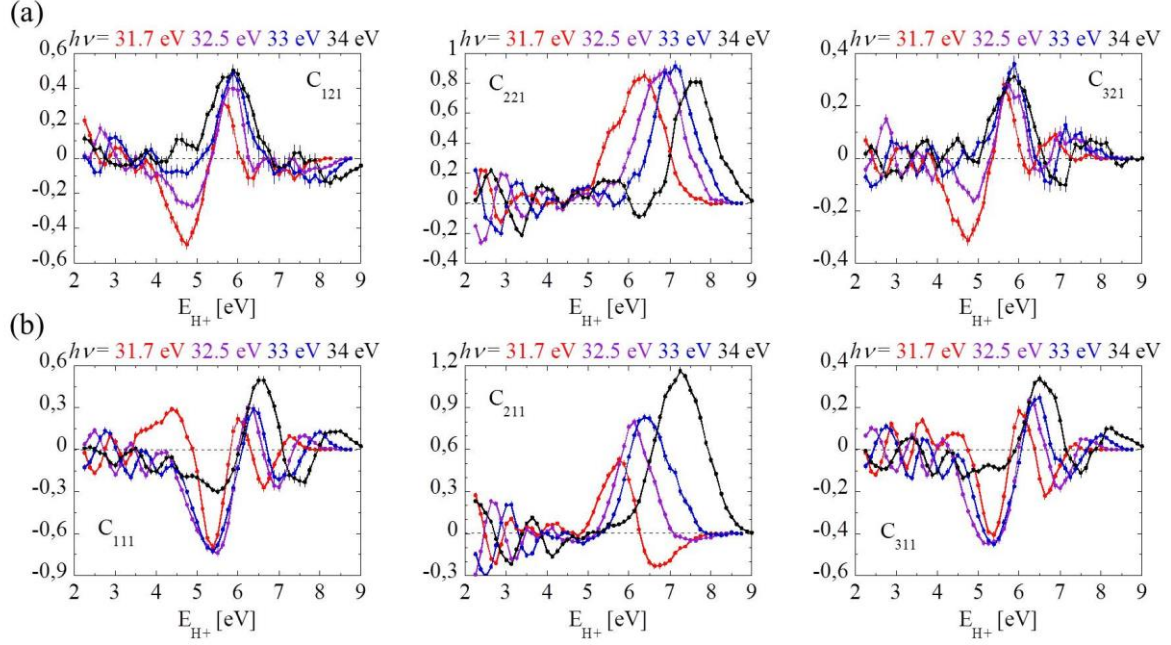 (a)
hν= 31.7 eV 32.5 eV 33 eV 34 eV
0,6
0,4
0,2
0
-0,2
-0,4
-0,6
C121
2 3 4 5 6 7 8 9
E H+ [eV]
hν= 31.7 eV 32.5 eV 33 eV 34 eV
1
0,8
0,6
0,4
0,2
0
-0,2
-0,4
C221
2 3 4 5 6 7 8 9
E H+ [eV]
hν= 31.7 eV 32.5 eV 33 eV 34 eV
0,4
0,2
0
-0,2
-0,4
C321
2 3 4 5 6 7 8 9
E H+ [eV]
(b)
hν= 31.7 eV 32.5 eV 33 eV 34 eV
0,6
0,3
0
-0,3
-0,6
-0,9
C111
2 3 4 5 6 7 8 9
E H+ [eV]
hν= 31.7 eV 32.5 eV 33 eV 34 eV
1,2
0,9
0,6
0,3
0
-0,3
C211
2 3 4 5 6 7 8 9
E H+ [eV]
hν= 31.7 eV 32.5 eV 33 eV 34 eV
0,4
0,2
0
-0,2
-0,4
-0,6
C311
2 3 4 5 6 7 8 9
E H+ [eV]